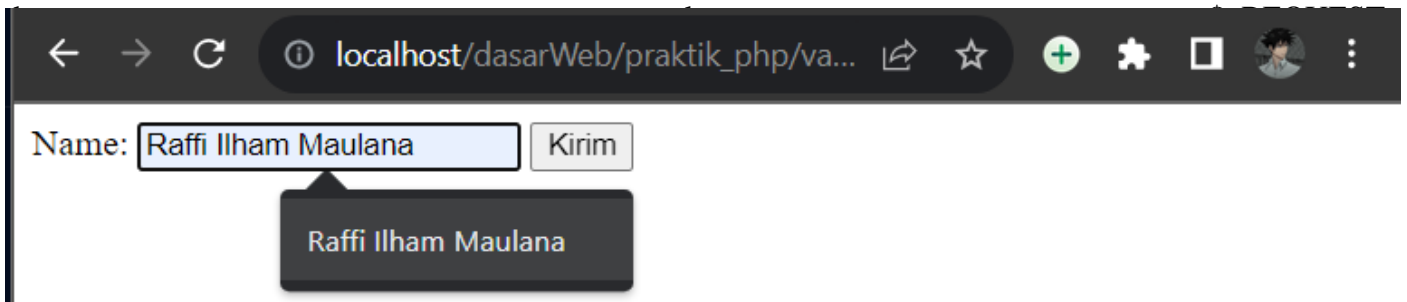 localhost/dasarWeb/praktik_php/va...
Name: Raffi Ilham Maulana Kirim
Raffi Ilham Maulana